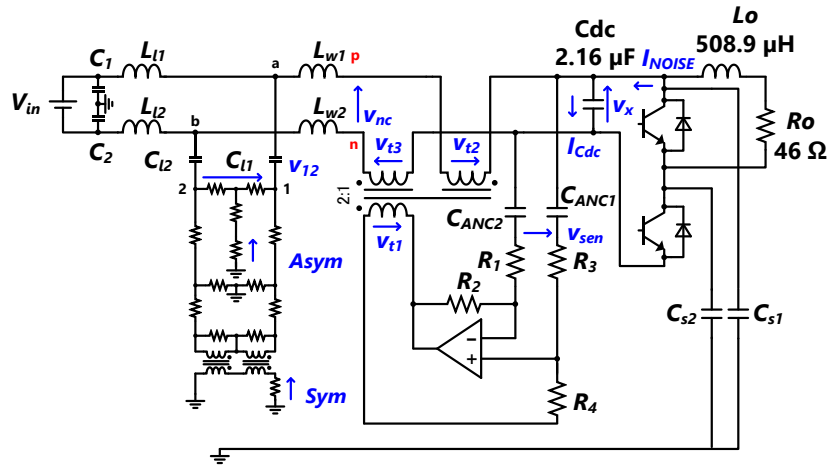 Cdc
2.16 µF
Lo
508.9 µH
C1
Ll1
a
Lw1
p
INOISE
Vin
Ll2
b
Lw2
vnc
vx
Ro
46 Ω
C2
n
vt3
vt2
ICdc
Cl2
Cl1
v12
2
1
2:1
vt1
CANC2
CANC1
vsen
Asym
R1
R3
R2
Cs2
Cs1
-
+
Sym
R4